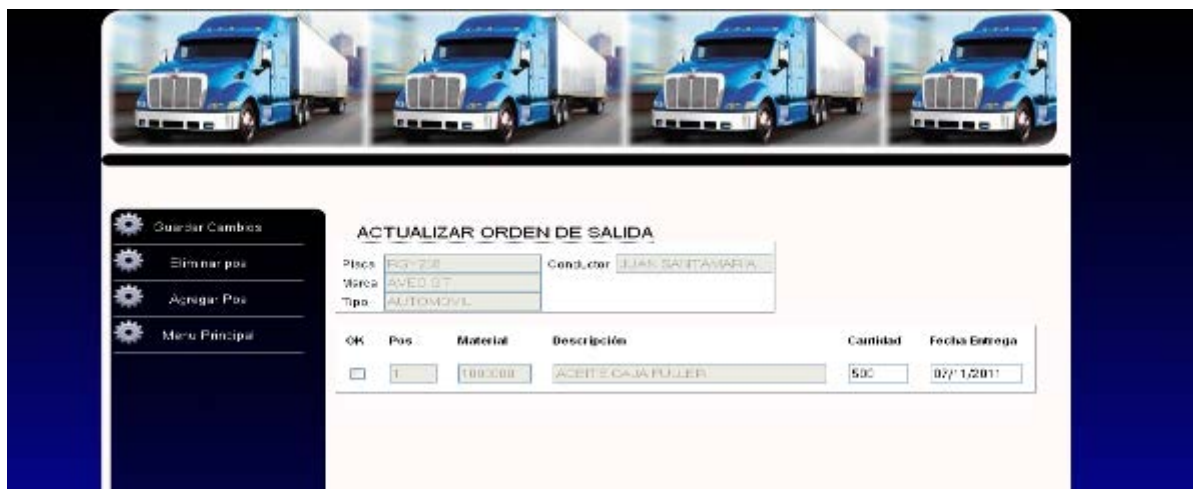 Guardar Cambios
Eliminar pos
Agregar Pos
Menu Principal
ACTUALIZAR ORDEN DE SALIDA
Placa Conductor JUAN SANTAMARIA
Marca AVEO GT
Tipo AUTOMOVIL
OK Pos Material Descripción Cantidad Fecha Entrega
1 ACEITE CAJA FULLER 500